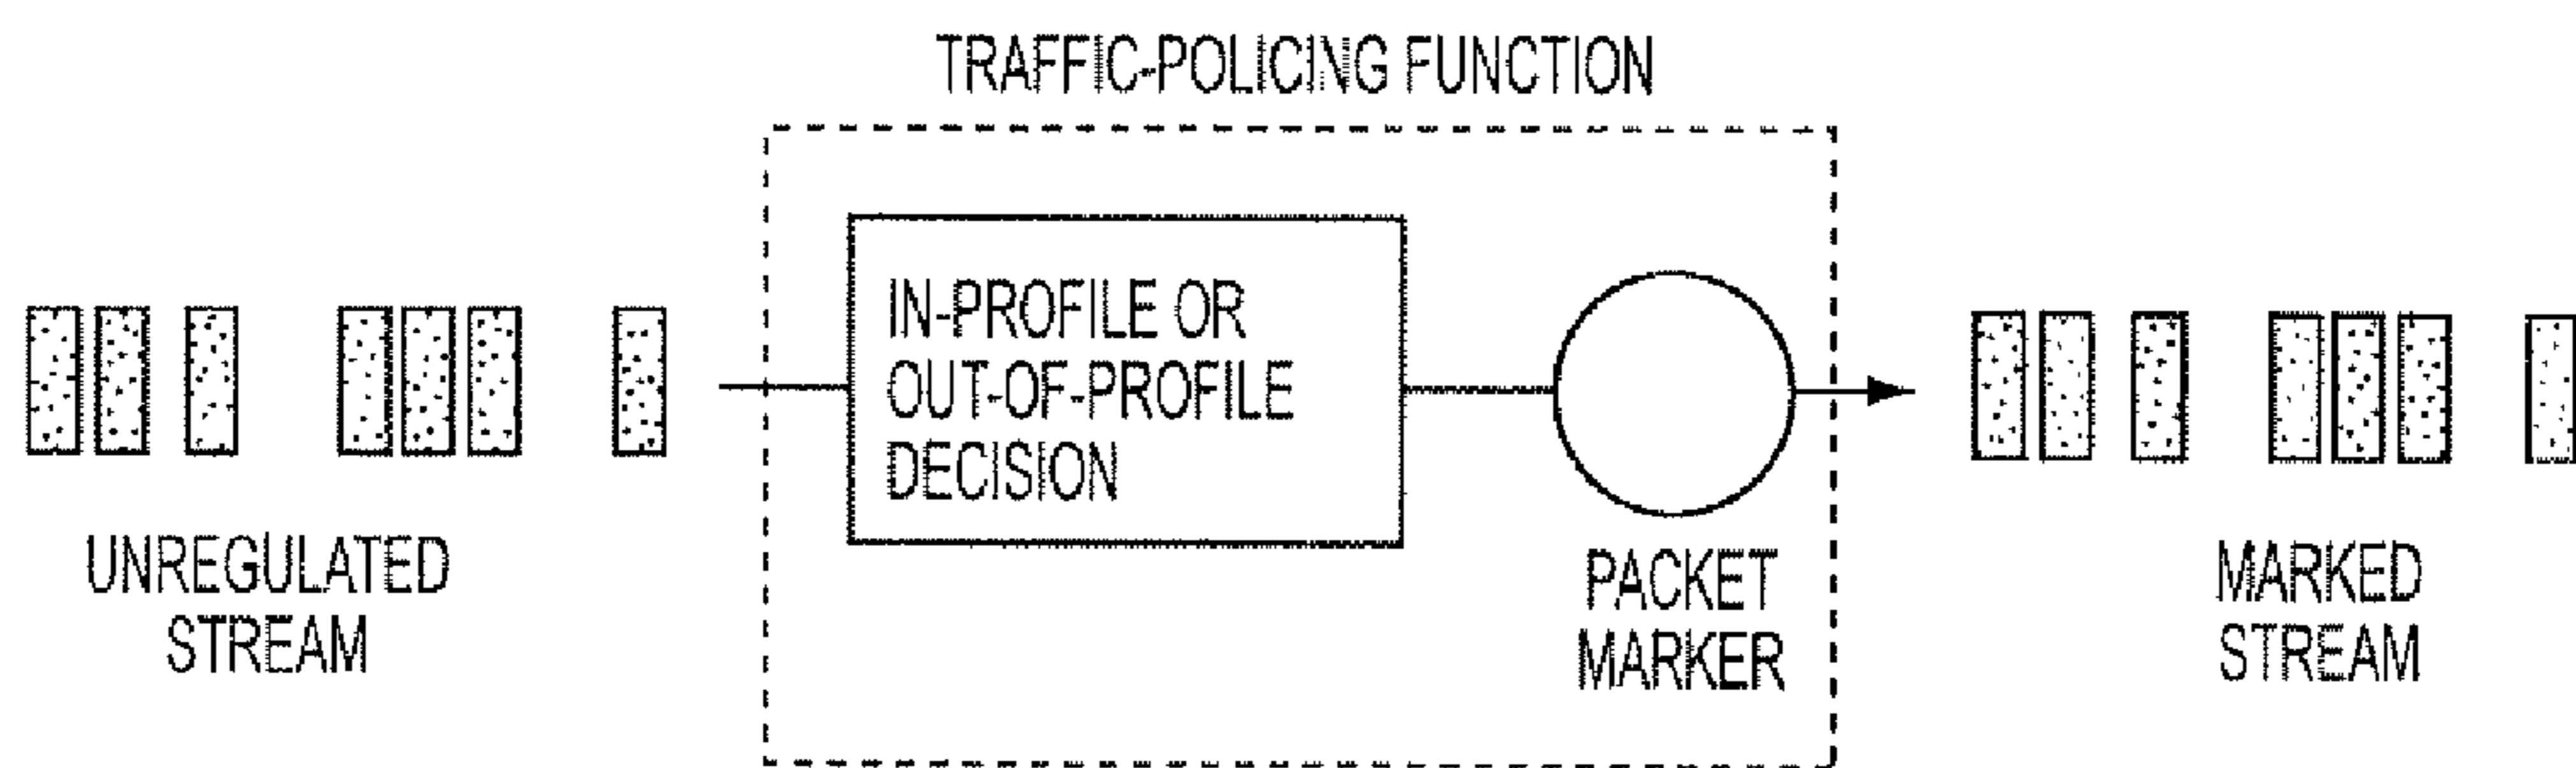 TRAFFIC-POLICING FUNCTION
IN-PROFILE OR
OUT-OF-PROFILE
DECISION
UNREGULATED
STREAM
PACKET
MARKER
MARKED
STREAM